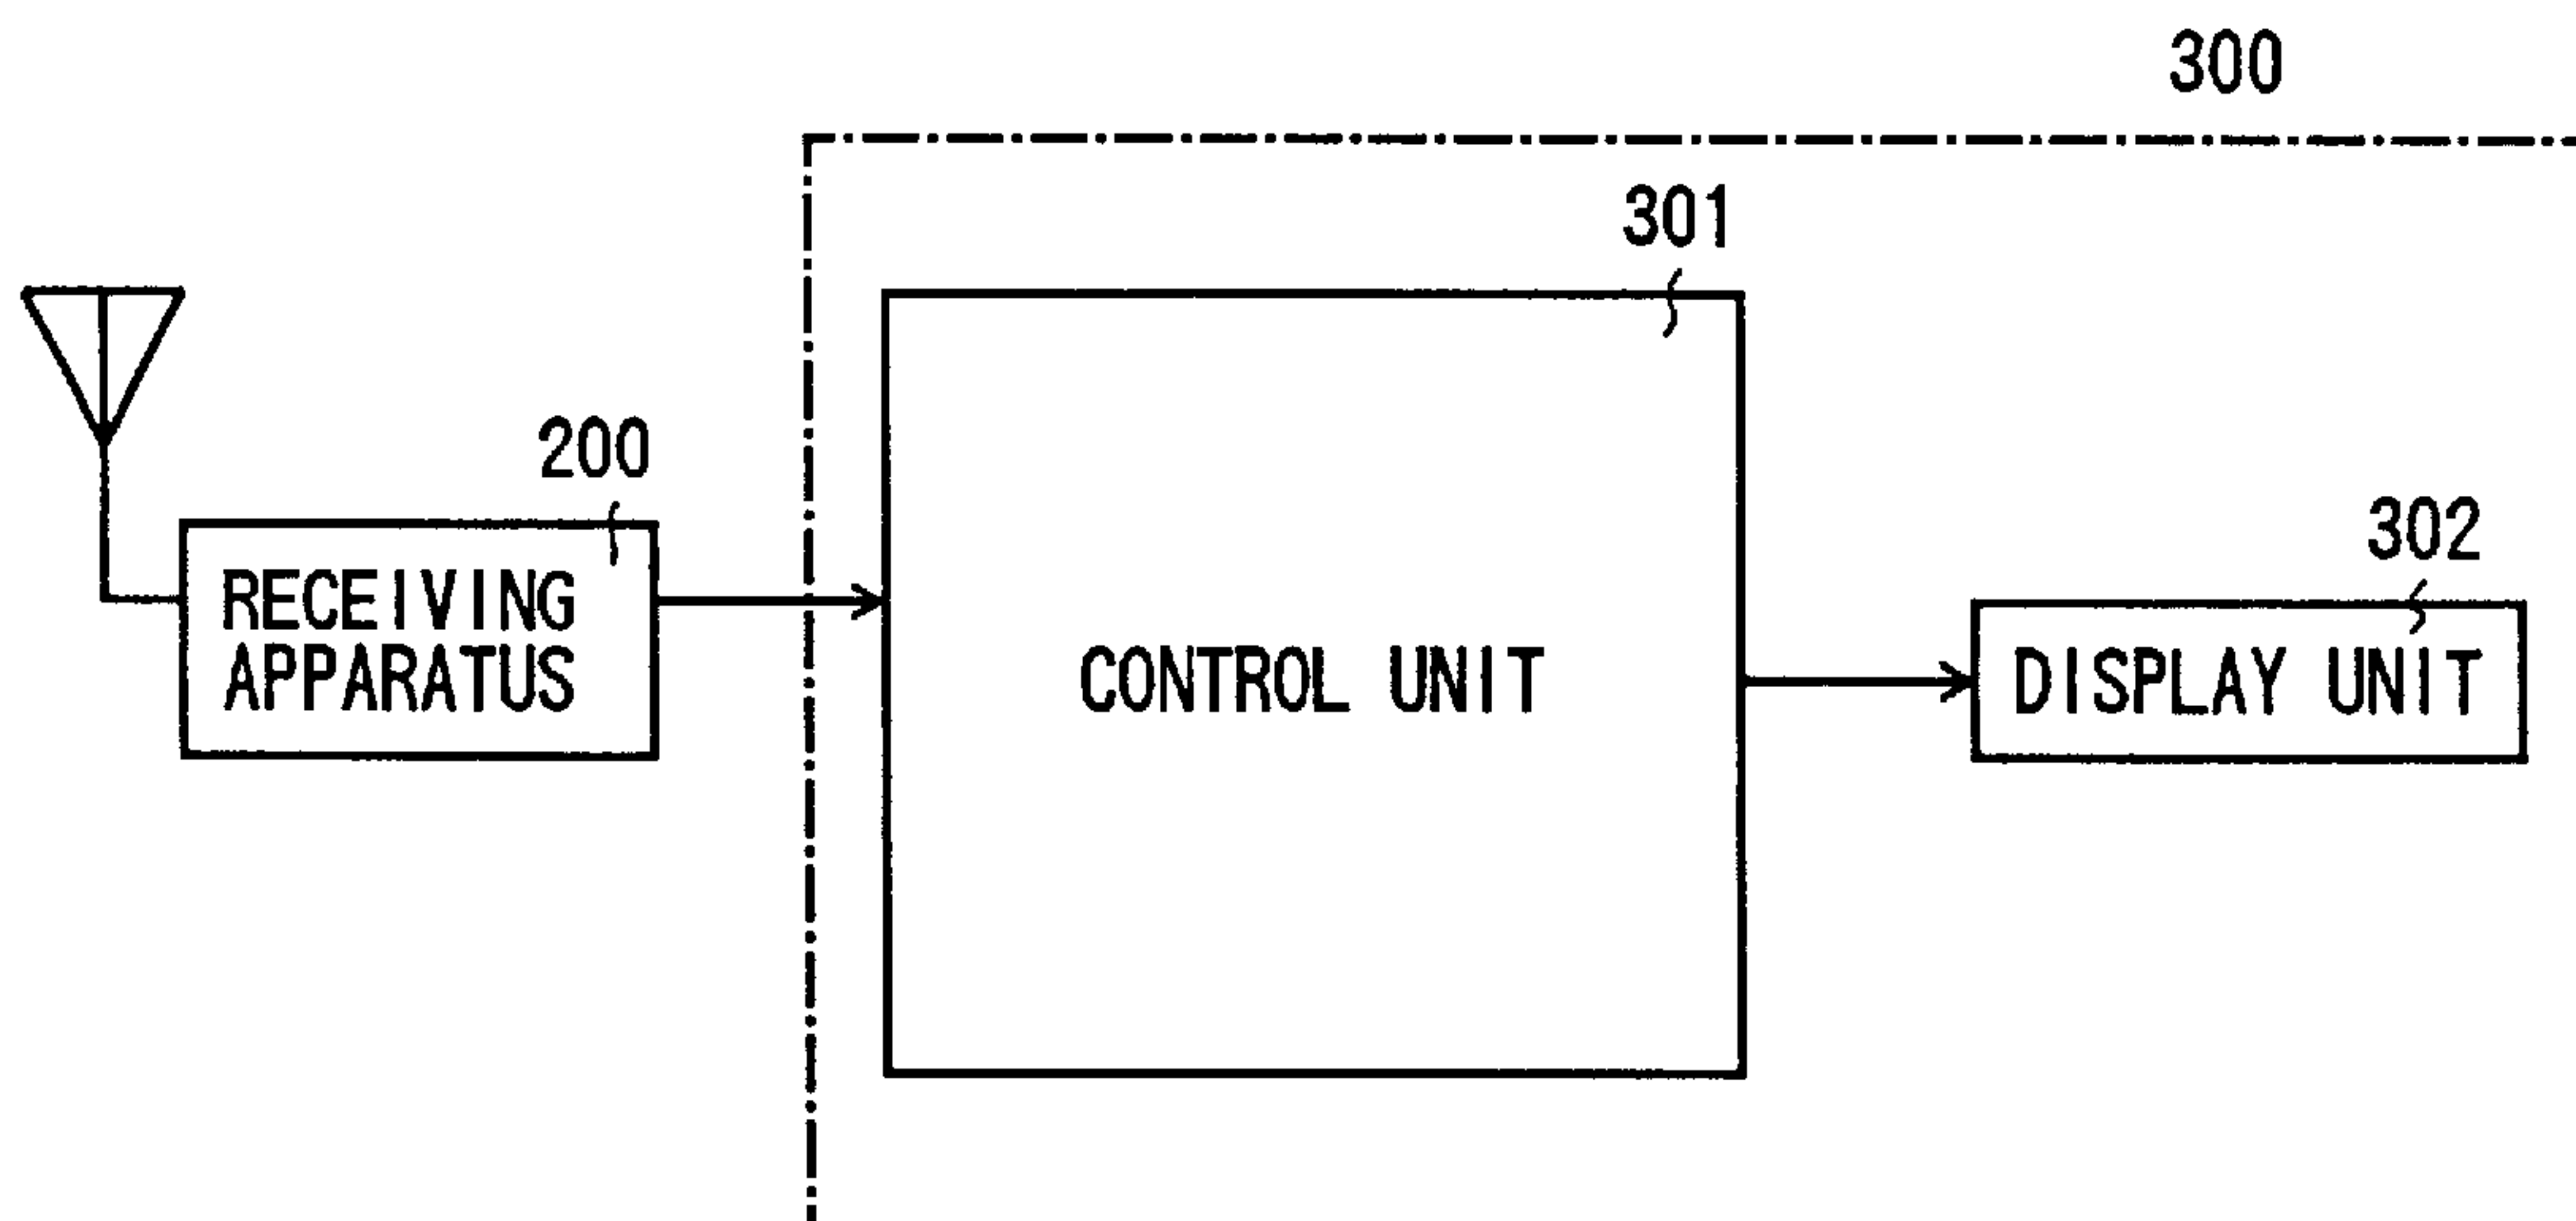 300
301
200
RECEIVING
APPARATUS
CONTROL UNIT
302
DISPLAY UNIT